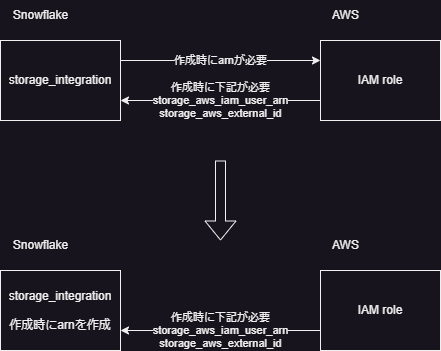 Snowflake
AWS
storage_integration
作成時にarnが必要
IAM role
作成時に下記が必要
storage_aws_iam_user_arn
storage_aws_external_id
Snowflake
AWS
storage_integration
作成時にarnを作成
作成時に下記が必要
storage_aws_iam_user_arn
storage_aws_external_id
IAM role